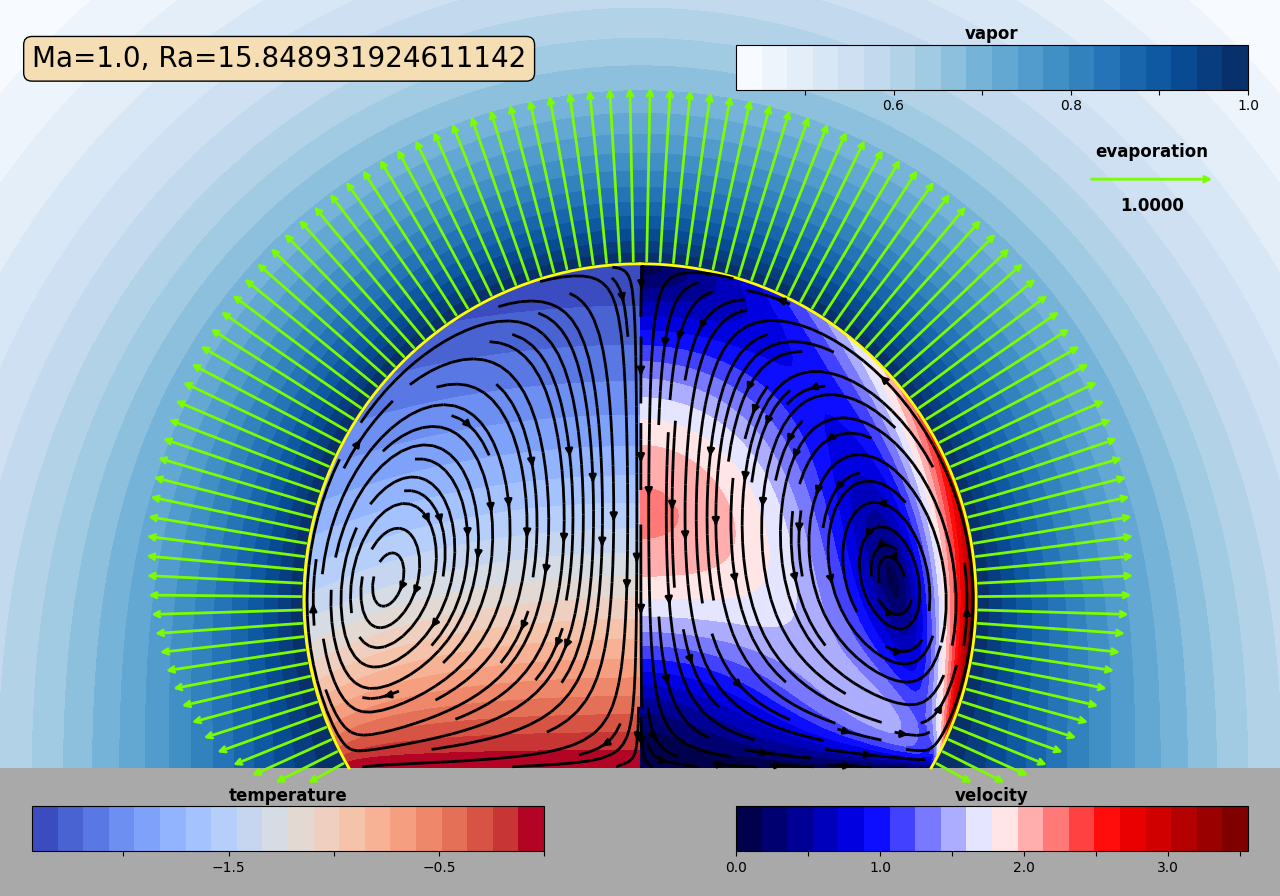 Ma=1.0, Ra=15.848931924611142
vapor
0.6 0.8 1.0
evaporation
1.0000
temperature
−1.5 −0.5
velocity
0.0 1.0 2.0 3.0